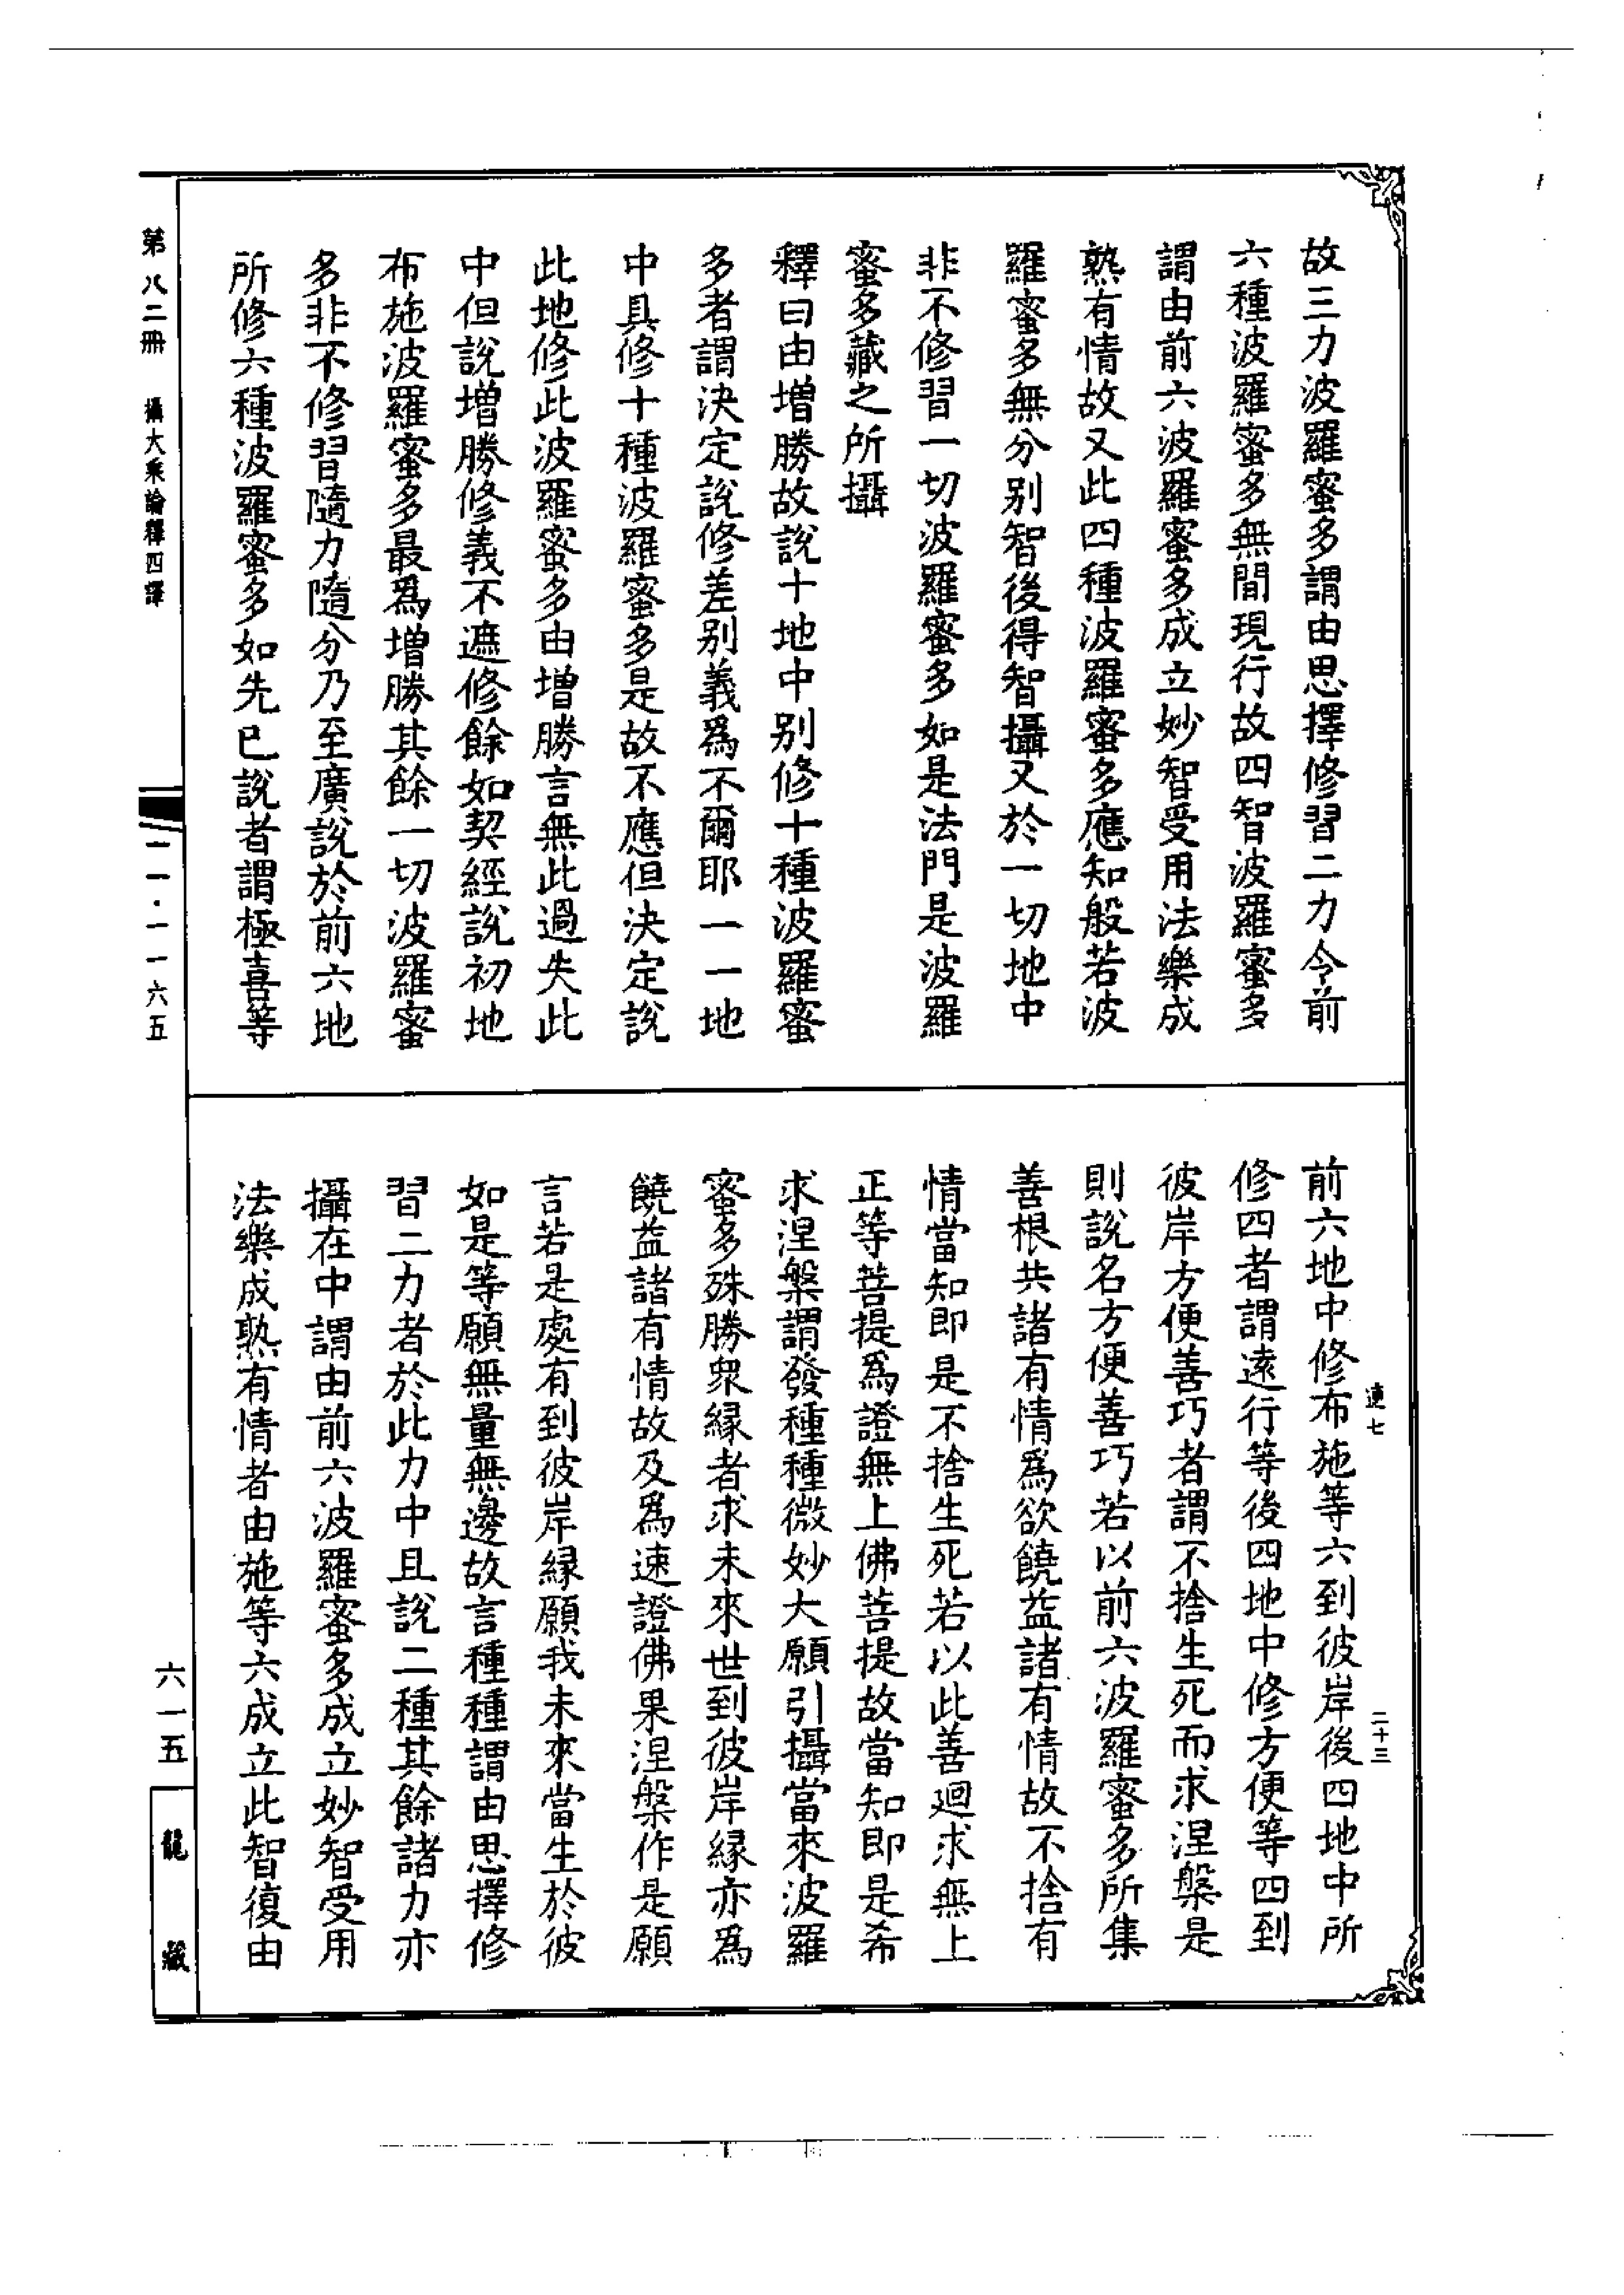 故三力波羅蜜多謂由思擇修習二力令前
六種波羅蜜多無間現行故四智波羅蜜多
謂由前六波羅蜜多成立妙智受用法樂成
熟有情故又此四種波羅蜜多應知般若波
羅蜜多無分別智後得智攝又於一切地中
非不修習一切波羅蜜多如是法門是波羅
蜜多藏之所攝
釋曰由增勝故說十地中別修十種波羅蜜
多者謂決定說修差別義爲不爾耶一一地
中具修十種波羅蜜多是故不應但決定說
此地修此波羅蜜多由增勝言無此過失此
中但說增勝修義不遮修餘如契經說初地
布施波羅蜜多最爲增勝其餘一切波羅蜜
多非不修習隨力隨分乃至廣說於前六地
所修六種波羅蜜多如先已說者謂極喜等
前六地中修布施等六到彼岸後四地中所
修四者謂遠行等後四地中修方便等四到
彼岸方便善巧者謂不捨生死而求涅槃是
則說名方便善巧若以前六波羅蜜多所集
善根共諸有情爲欲饒益諸有情故不捨有
情當知即是不捨生死若以此善迴求無上
正等菩提爲證無上佛菩提故當知即是希
求涅槃謂發種種微妙大願引攝當來波羅
蜜多殊勝衆緣者求未來世到彼岸緣亦爲
饒益諸有情故及爲速證佛果涅槃作是願
言若是處有到彼岸緣願我未來當生於彼
如是等願無量無邊故言種種謂由思擇修
習二力者於此力中且說二種其餘諸力亦
攝在中謂由前六波羅蜜多成立妙智受用
法樂成熟有情者由施等六成立此智復由
連七
二十三
第八二冊 攝大乘論釋四譯
一一·一一六五
六一五
龍藏